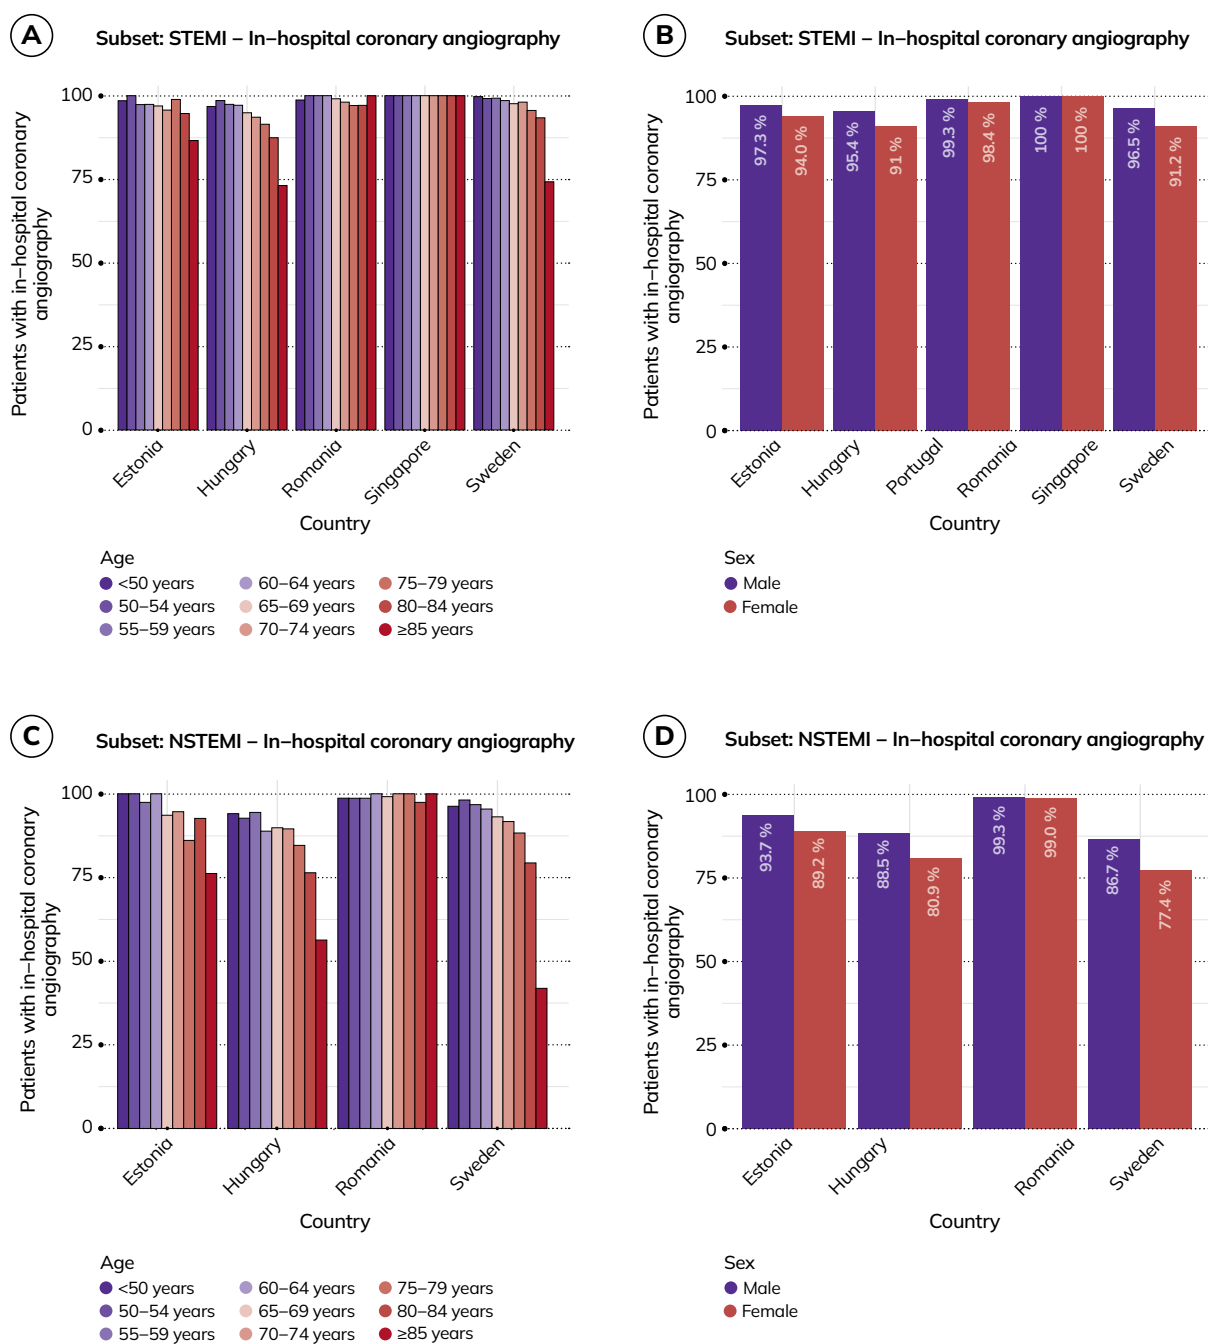 A
Subset: STEMI – In–hospital coronary angiography
Patients with in–hospital coronary
angiography
100
75
50
25
0
Estonia
Hungary
Romania
Singapore
Sweden
Country
Age
<50 years
60–64 years
75–79 years
50–54 years
65–69 years
80–84 years
55–59 years
70–74 years
≥85 years
B
Subset: STEMI – In–hospital coronary angiography
Patients with in–hospital coronary
angiography
100
75
50
25
0
97.3 %
94.0 %
95.4 %
91 %
99.3 %
98.4 %
100 %
100 %
96.5 %
91.2 %
Estonia
Hungary
Portugal
Romania
Singapore
Sweden
Country
Sex
Male
Female
C
Subset: NSTEMI – In–hospital coronary angiography
Patients with in–hospital coronary
angiography
100
75
50
25
0
Estonia
Hungary
Romania
Sweden
Country
Age
<50 years
60–64 years
75–79 years
50–54 years
65–69 years
80–84 years
55–59 years
70–74 years
≥85 years
D
Subset: NSTEMI – In–hospital coronary angiography
Patients with in–hospital coronary
angiography
100
75
50
25
0
93.7 %
89.2 %
88.5 %
80.9 %
99.3 %
99.0 %
86.7 %
77.4 %
Estonia
Hungary
Romania
Sweden
Country
Sex
Male
Female